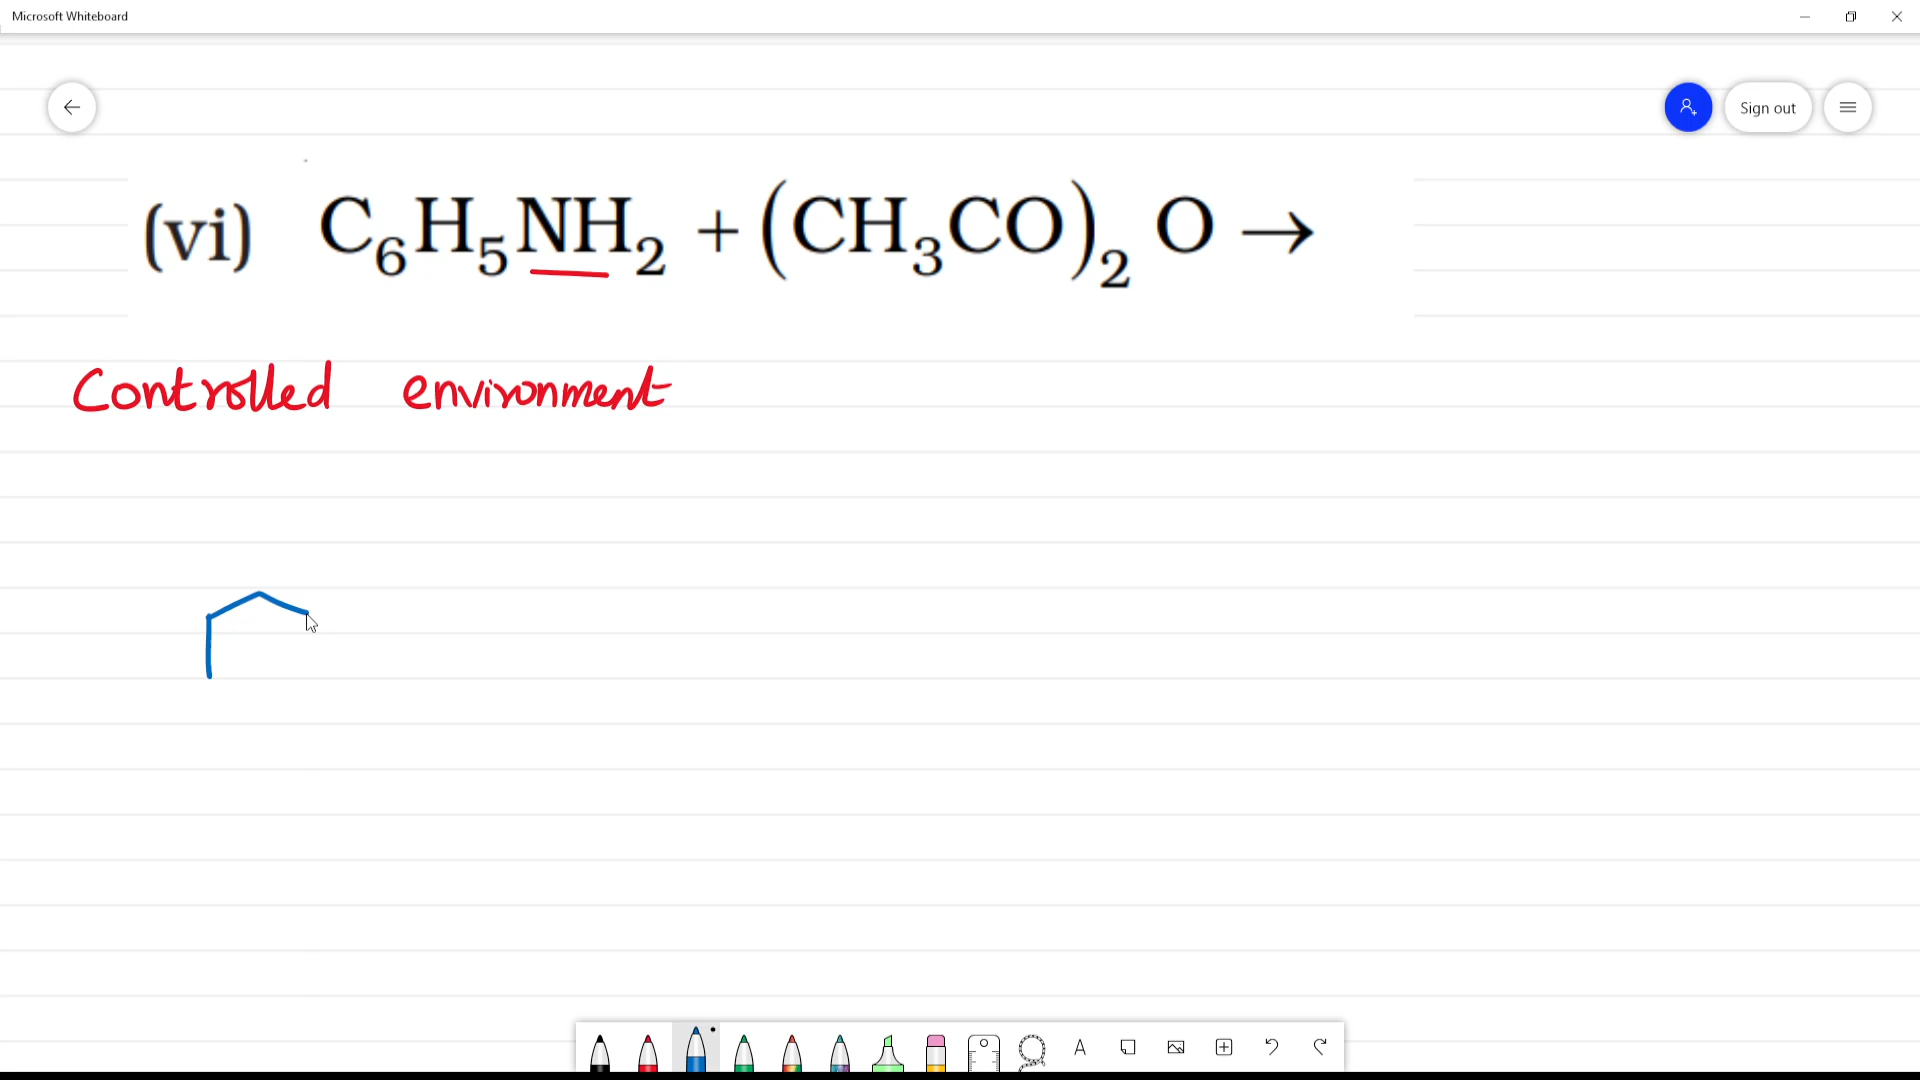 Microsoft Whiteboard
Sign out
(vi) C₆H₅NH₂ + (CH₃CO)₂ O →
Controlled environment
A